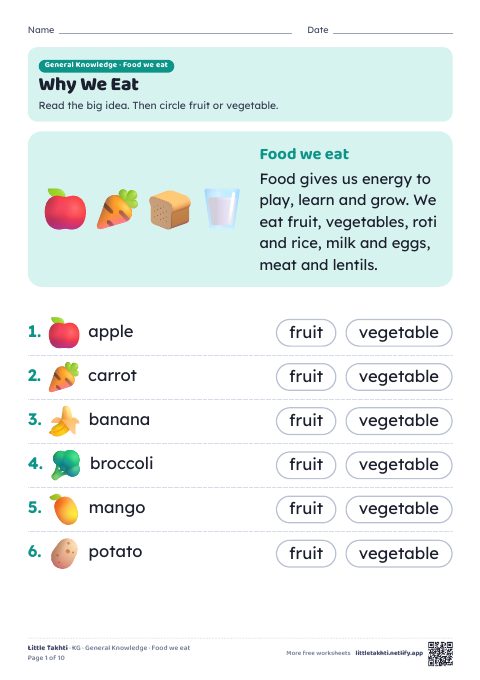 Name
Date
General Knowledge · Food we eat
Why We Eat
Read the big idea. Then circle fruit or vegetable.
Food we eat
Food gives us energy to
play, learn and grow. We
eat fruit, vegetables, roti
and rice, milk and eggs,
meat and lentils.
1. apple fruit vegetable
2. carrot fruit vegetable
3. banana fruit vegetable
4. broccoli fruit vegetable
5. mango fruit vegetable
6. potato fruit vegetable
Little Takhti · KG · General Knowledge · Food we eat
More free worksheets littletakhti.netlify.app
Page 1 of 10